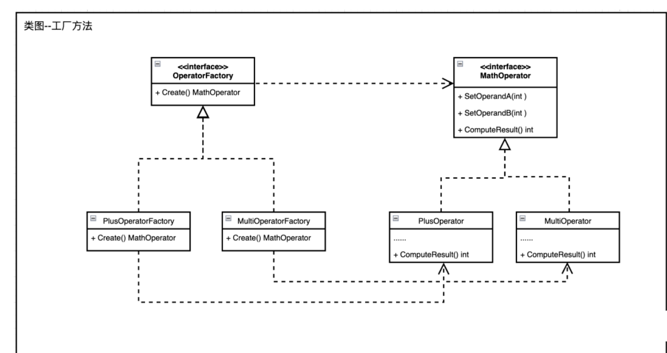 类图--工厂方法
<<interface>>
OperatorFactory
+ Create() MathOperator
<<interface>>
MathOperator
+ SetOperandA(int )
+ SetOperandB(int )
+ ComputeResult() int
PlusOperatorFactory
+ Create() MathOperator
MultiOperatorFactory
+ Create() MathOperator
PlusOperator
......
+ ComputeResult() int
MultiOperator
......
+ ComputeResult() int